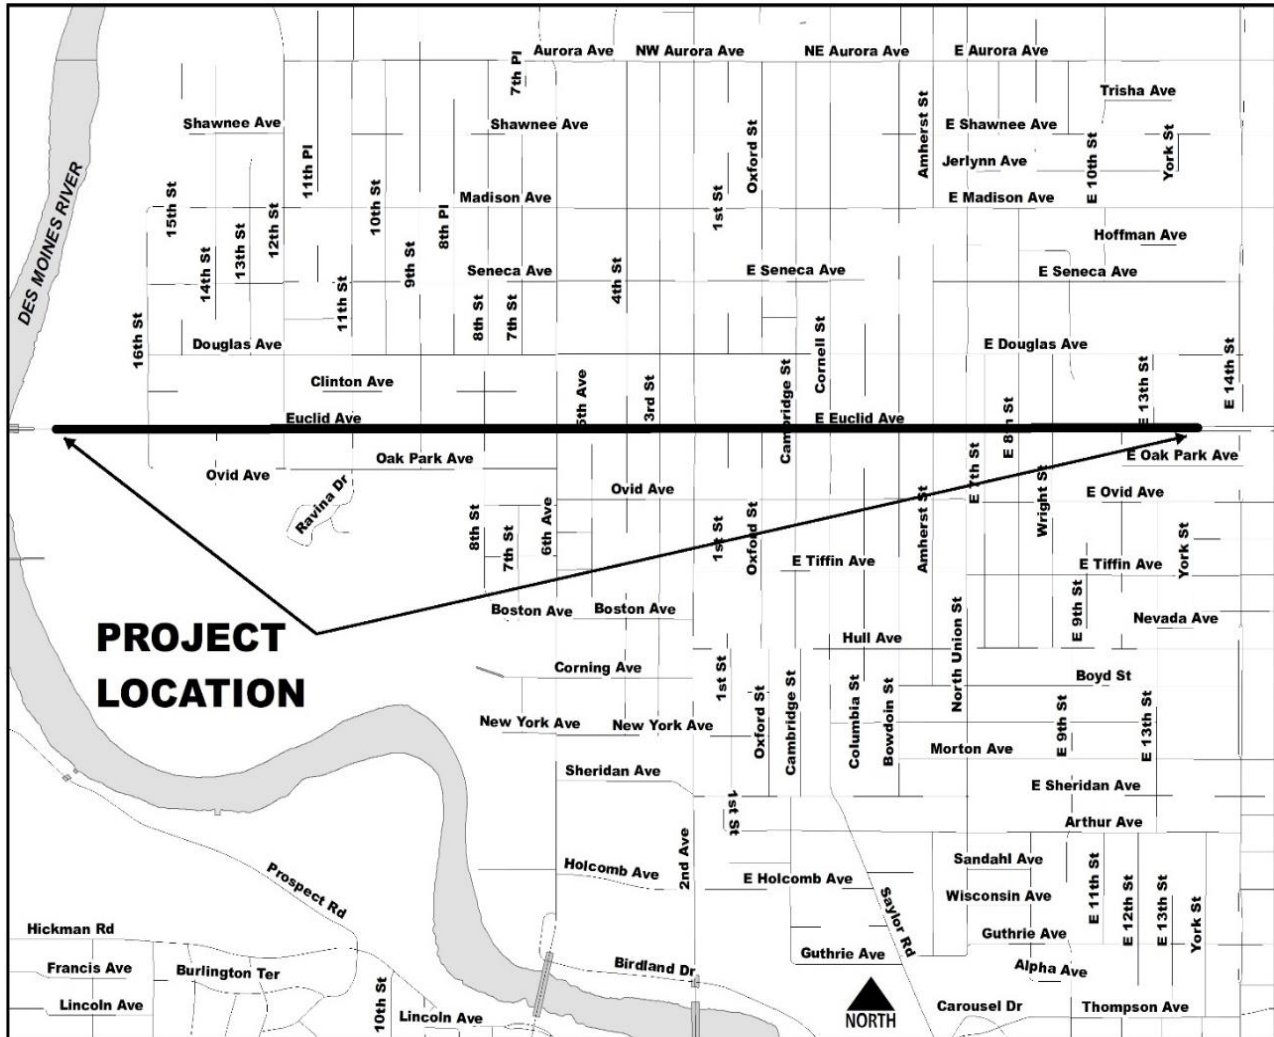 Aurora Ave
NW Aurora Ave
NE Aurora Ave
E Aurora Ave
7th Pl
Trisha Ave
Shawnee Ave
Shawnee Ave
Oxford St
Amherst St
E Shawnee Ave
York St
11th Pl
Jerlynn Ave
E 10th St
DES MOINES RIVER
15th St
10th St
Madison Ave
1st St
E Madison Ave
12th St
8th Pl
13th St
Hoffman Ave
14th St
9th St
Seneca Ave
4th St
E Seneca Ave
E Seneca Ave
11th St
8th St
7th St
16th St
Douglas Ave
Cornell St
E Douglas Ave
E 14th St
Clinton Ave
5th Ave
3rd St
Cambridge St
E 13th St
Euclid Ave
E Euclid Ave
E 8th St
Oak Park Ave
E Oak Park Ave
Ovid Ave
E 7th St
Ravina Dr
Ovid Ave
Wright St
E Ovid Ave
8th St
7th St
6th Ave
1st St
Oxford St
Amherst St
York St
E Tiffin Ave
E Tiffin Ave
Boston Ave
Boston Ave
E 9th St
Nevada Ave
PROJECT
LOCATION
Hull Ave
North Union St
Corning Ave
1st St
Boyd St
New York Ave
New York Ave
Oxford St
Cambridge St
Columbia St
Bowdoin St
E 9th St
E 13th St
Morton Ave
Sheridan Ave
E Sheridan Ave
1st St
Arthur Ave
2nd Ave
Holcomb Ave
E Holcomb Ave
Sandahl Ave
Prospect Rd
Saylor Rd
Wisconsin Ave
E 11th St
E 12th St
E 13th St
York St
Hickman Rd
Guthrie Ave
Guthrie Ave
Francis Ave
Burlington Ter
Birdland Dr
Alpha Ave
Lincoln Ave
10th St
Lincoln Ave
NORTH
Carousel Dr
Thompson Ave